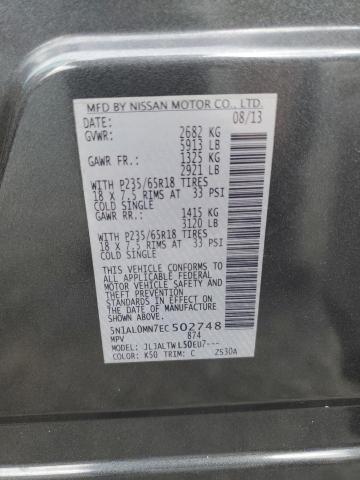 MFD BY NISSAN MOTOR CO., LTD.
DATE: 08/13
GVWR: 2682 KG
5913 LB
GAWR FR.: 1325 KG
2921 LB
WITH P235/65R18 TIRES
18 X 7.5 RIMS AT 33 PSI
COLD SINGLE
GAWR RR.: 1415 KG
3120 LB
WITH P235/65R18 TIRES
18 X 7.5 RIMS AT 33 PSI
COLD SINGLE
THIS VEHICLE CONFORMS TO ALL
APPLICABLE U.S. FEDERAL
MOTOR VEHICLE SAFETY AND
THEFT PREVENTION
STANDARDS IN EFFECT ON
THE DATE OF MANUFACTURE
SHOWN ABOVE.
5N1AL0MN7EC502748
MPV 874
MODEL: JLJALTWL50EU7---
COLOR: K50 TRIM: C ZS30A